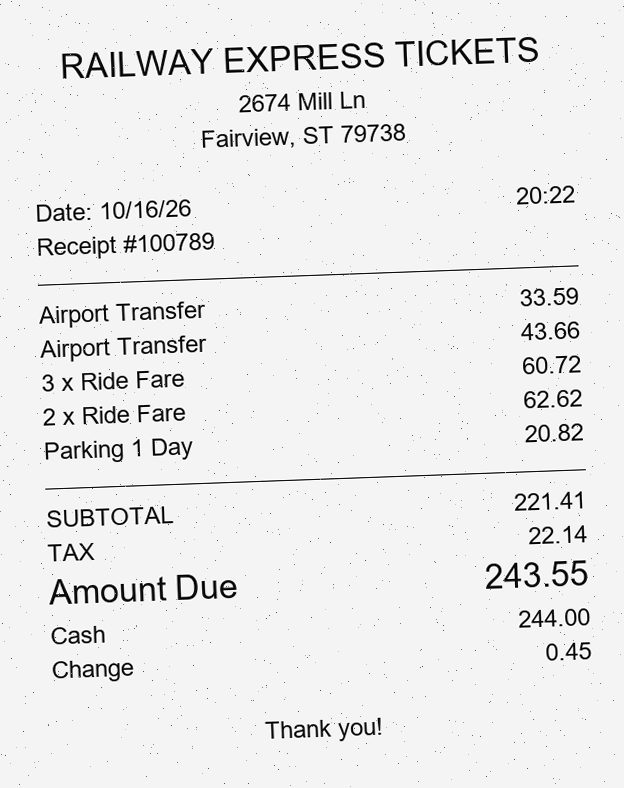 RAILWAY EXPRESS TICKETS
2674 Mill Ln
Fairview, ST 79738
Date: 10/16/26 20:22
Receipt #100789
Airport Transfer 33.59
Airport Transfer 43.66
3 x Ride Fare 60.72
2 x Ride Fare 62.62
Parking 1 Day 20.82
SUBTOTAL 221.41
TAX 22.14
Amount Due 243.55
Cash 244.00
Change 0.45
Thank you!